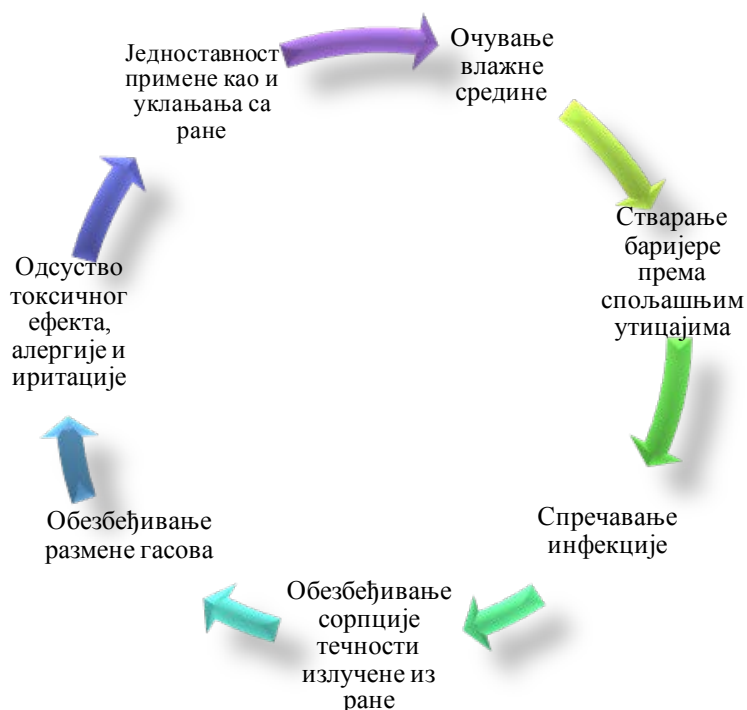 Једноставност
примене као и
уклањања са
ране
Очување
влажне
средине
Стварање
баријере
према
спољашњим
утицајима
Спречавање
инфекције
Обезбеђивање
сорпције
течности
излучене из
ране
Обезбеђивање
размене гасова
Одсуство
токсичног
ефекта,
алергије и
иритације